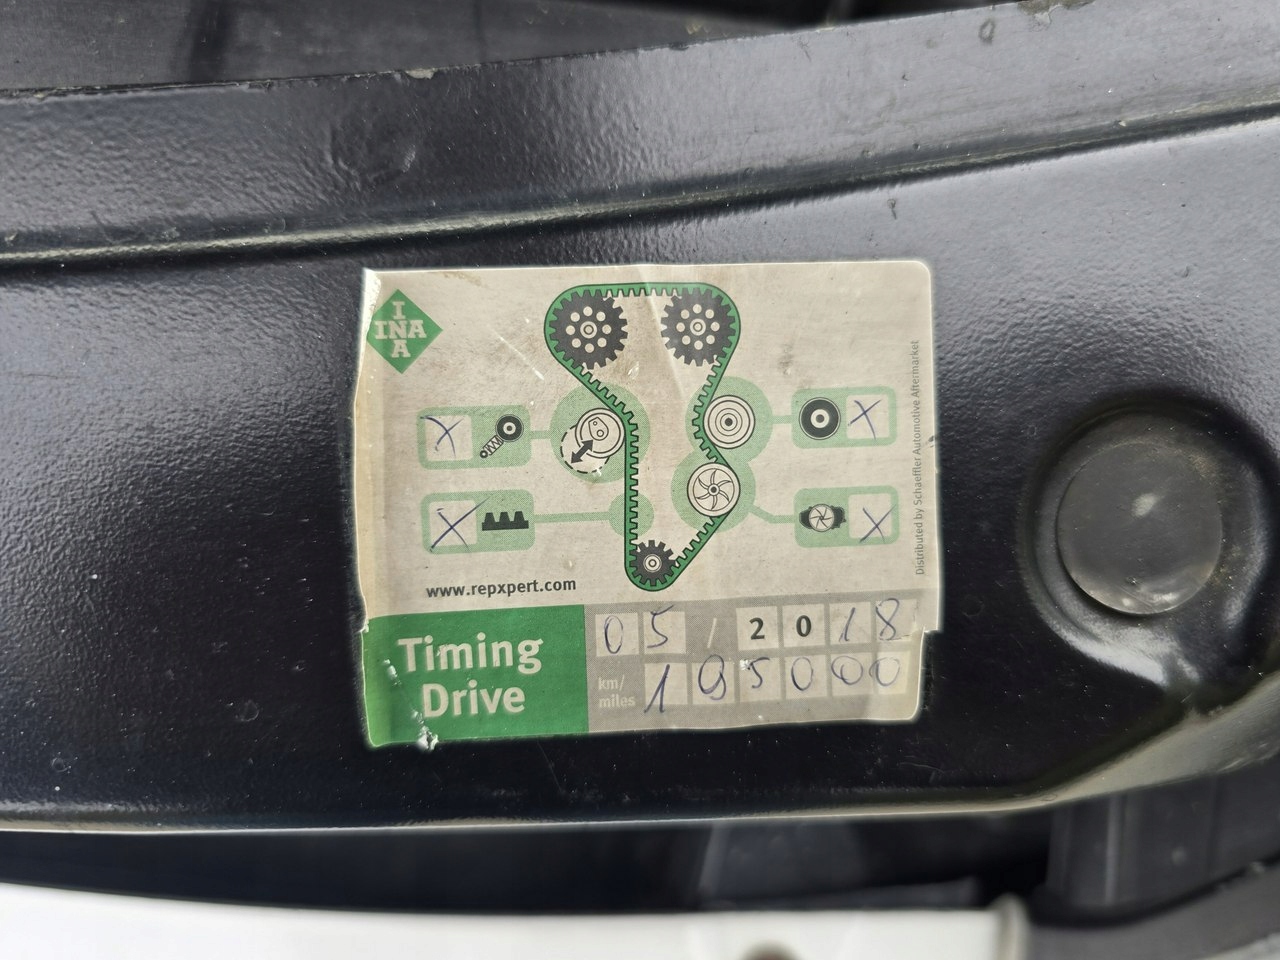 I
INA
A
X
X
X
X
Distributed by Schaeffler Automotive Aftermarket
www.repxpert.com
Timing
Drive
05 / 2018
km/
miles
195000